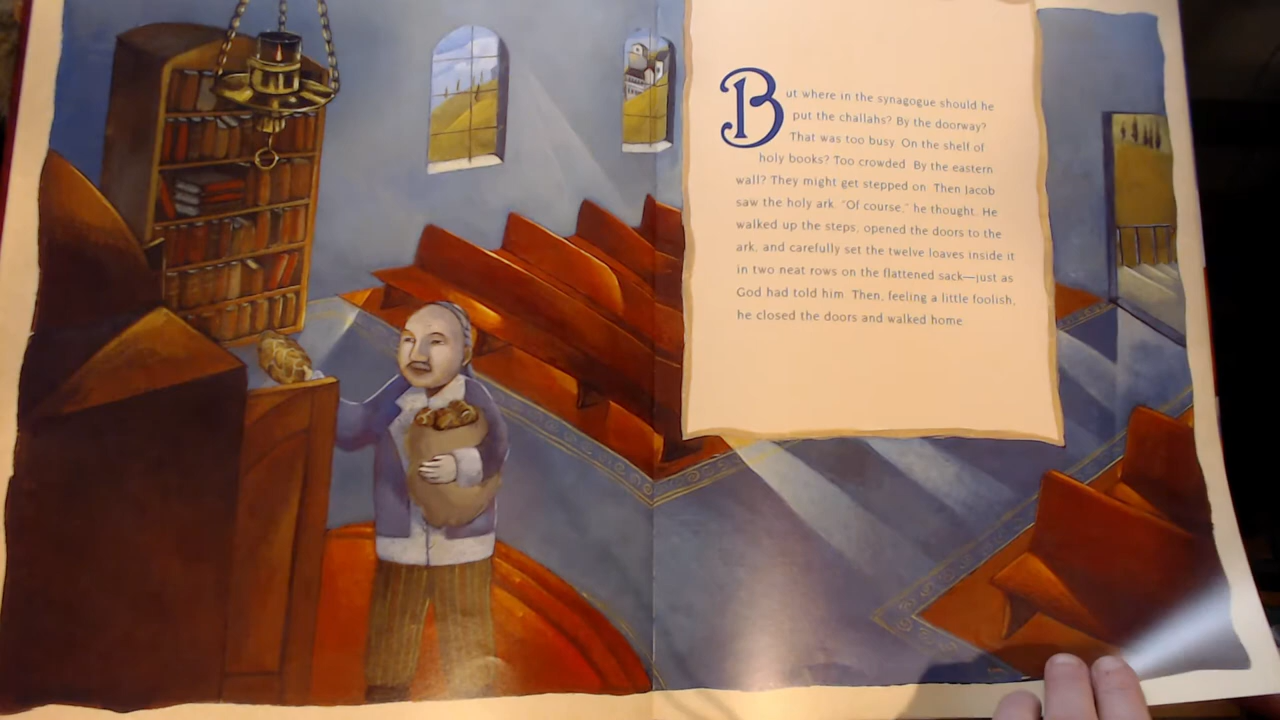 But where in the synagogue should he
put the challahs? By the doorway?
That was too busy. On the shelf of
holy books? Too crowded. By the eastern
wall? They might get stepped on. Then Jacob
saw the holy ark. “Of course,” he thought. He
walked up the steps, opened the doors to the
ark, and carefully set the twelve loaves inside it
in two neat rows on the flattened sack—just as
God had told him. Then, feeling a little foolish,
he closed the doors and walked home.